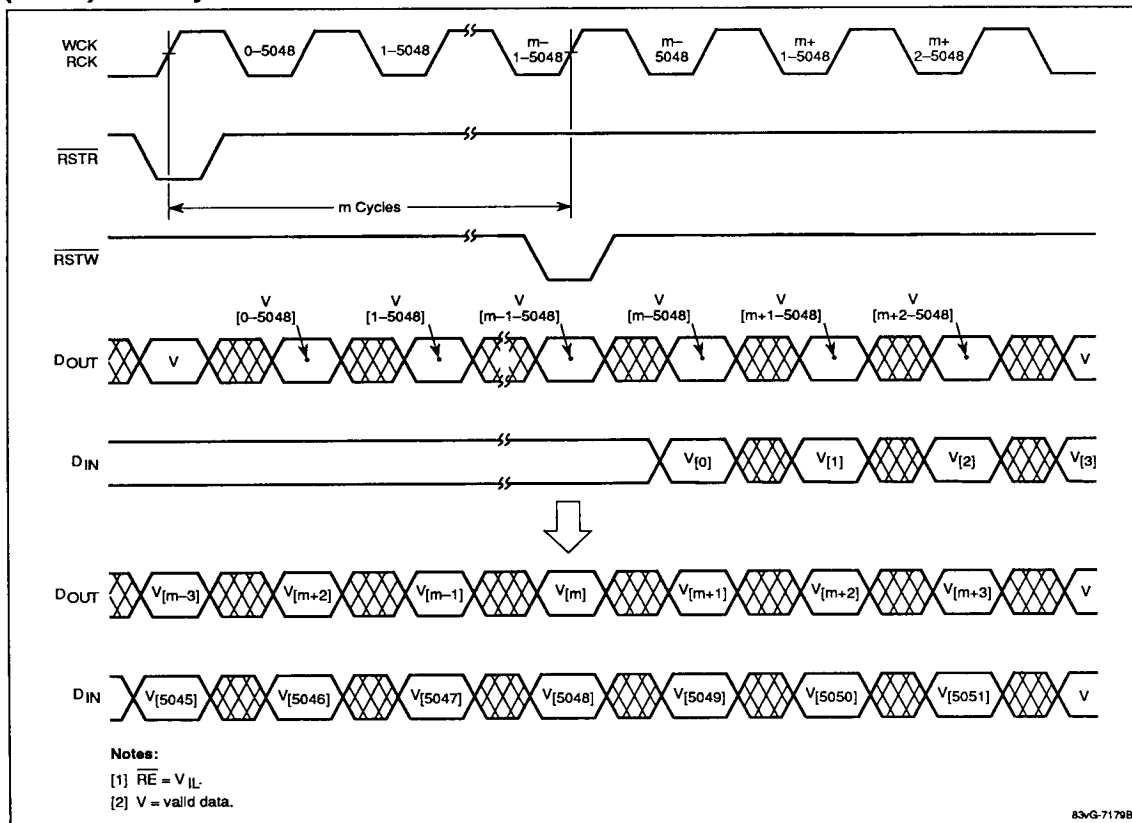 WCK
RCK
0–5048
1–5048
m–
1–5048
m–
5048
m+
1–5048
m+
2–5048
RSTR
m Cycles
RSTW
V
[0–5048]
V
[1–5048]
V
[m–1–5048]
V
[m–5048]
V
[m+1–5048]
V
[m+2–5048]
DOUT
V
V
DIN
V[0]
V[1]
V[2]
V[3]
DOUT
V[m–3]
V[m+2]
V[m–1]
V[m]
V[m+1]
V[m+2]
V[m+3]
V
DIN
V[5045]
V[5046]
V[5047]
V[5048]
V[5049]
V[5050]
V[5051]
V
Notes:
[1] RE = VIL.
[2] V = valid data.
83vG-7179B